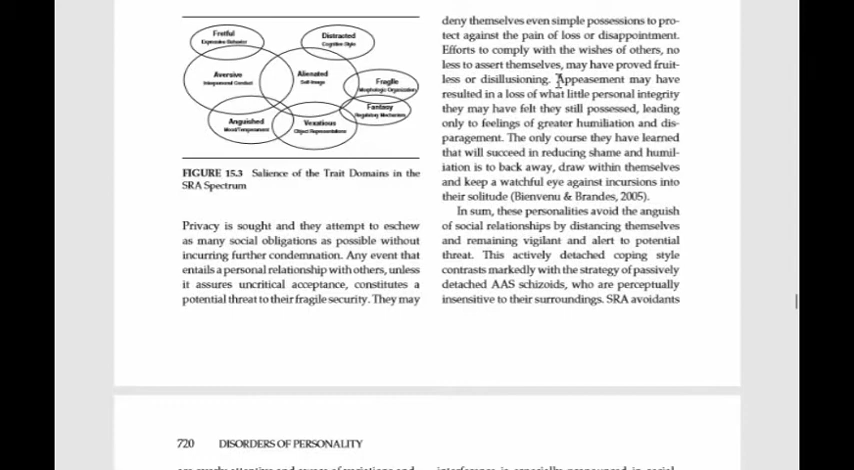 Fretful
Expressive Behavior
Distracted
Cognitive Style
Aversive
Interpersonal Conduct
Alienated
Self-Image
Fragile
Morphologic Organization
Fantasy
Regulatory Mechanism
Anguished
Mood/Temperament
Vexatious
Object Representations
FIGURE 15.3 Salience of the Trait Domains in the
SRA Spectrum
Privacy is sought and they attempt to eschew
as many social obligations as possible without
incurring further condemnation. Any event that
entails a personal relationship with others, unless
it assures uncritical acceptance, constitutes a
potential threat to their fragile security. They may
deny themselves even simple possessions to pro-
tect against the pain of loss or disappointment.
Efforts to comply with the wishes of others, no
less to assert themselves, may have proved fruit-
less or disillusioning. Appeasement may have
resulted in a loss of what little personal integrity
they may have felt they still possessed, leading
only to feelings of greater humiliation and dis-
paragement. The only course they have learned
that will succeed in reducing shame and humil-
iation is to back away, draw within themselves
and keep a watchful eye against incursions into
their solitude (Bienvenu & Brandes, 2005).
In sum, these personalities avoid the anguish
of social relationships by distancing themselves
and remaining vigilant and alert to potential
threat. This actively detached coping style
contrasts markedly with the strategy of passively
detached AAS schizoids, who are perceptually
insensitive to their surroundings. SRA avoidants
720 DISORDERS OF PERSONALITY